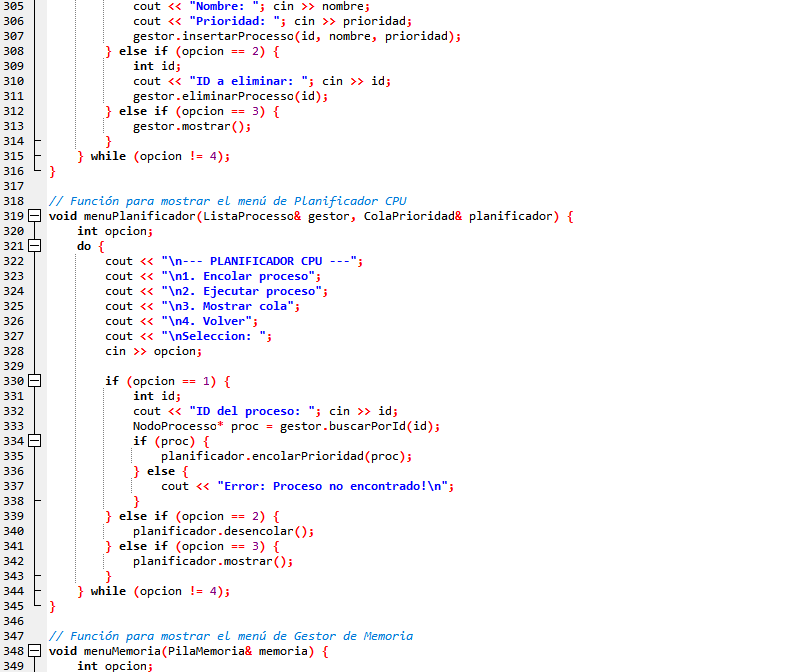 305 cout << "Nombre: "; cin >> nombre;
306 cout << "Prioridad: "; cin >> prioridad;
307 gestor.insertarProcesso(id, nombre, prioridad);
308 } else if (opcion == 2) {
309 int id;
310 cout << "ID a eliminar: "; cin >> id;
311 gestor.eliminarProcesso(id);
312 } else if (opcion == 3) {
313 gestor.mostrar();
314 }
315 } while (opcion != 4);
316 }
317
318 // Función para mostrar el menú de Planificador CPU
319 void menuPlanificador(ListaProcesso& gestor, ColaPrioridad& planificador) {
320 int opcion;
321 do {
322 cout << "\n--- PLANIFICADOR CPU ---";
323 cout << "\n1. Encolar proceso";
324 cout << "\n2. Ejecutar proceso";
325 cout << "\n3. Mostrar cola";
326 cout << "\n4. Volver";
327 cout << "\nSeleccion: ";
328 cin >> opcion;
329
330 if (opcion == 1) {
331 int id;
332 cout << "ID del proceso: "; cin >> id;
333 NodoProcesso* proc = gestor.buscarPorId(id);
334 if (proc) {
335 planificador.encolarPrioridad(proc);
336 } else {
337 cout << "Error: Proceso no encontrado!\n";
338 }
339 } else if (opcion == 2) {
340 planificador.desencolar();
341 } else if (opcion == 3) {
342 planificador.mostrar();
343 }
344 } while (opcion != 4);
345 }
346
347 // Función para mostrar el menú de Gestor de Memoria
348 void menuMemoria(PilaMemoria& memoria) {
349 int opcion;